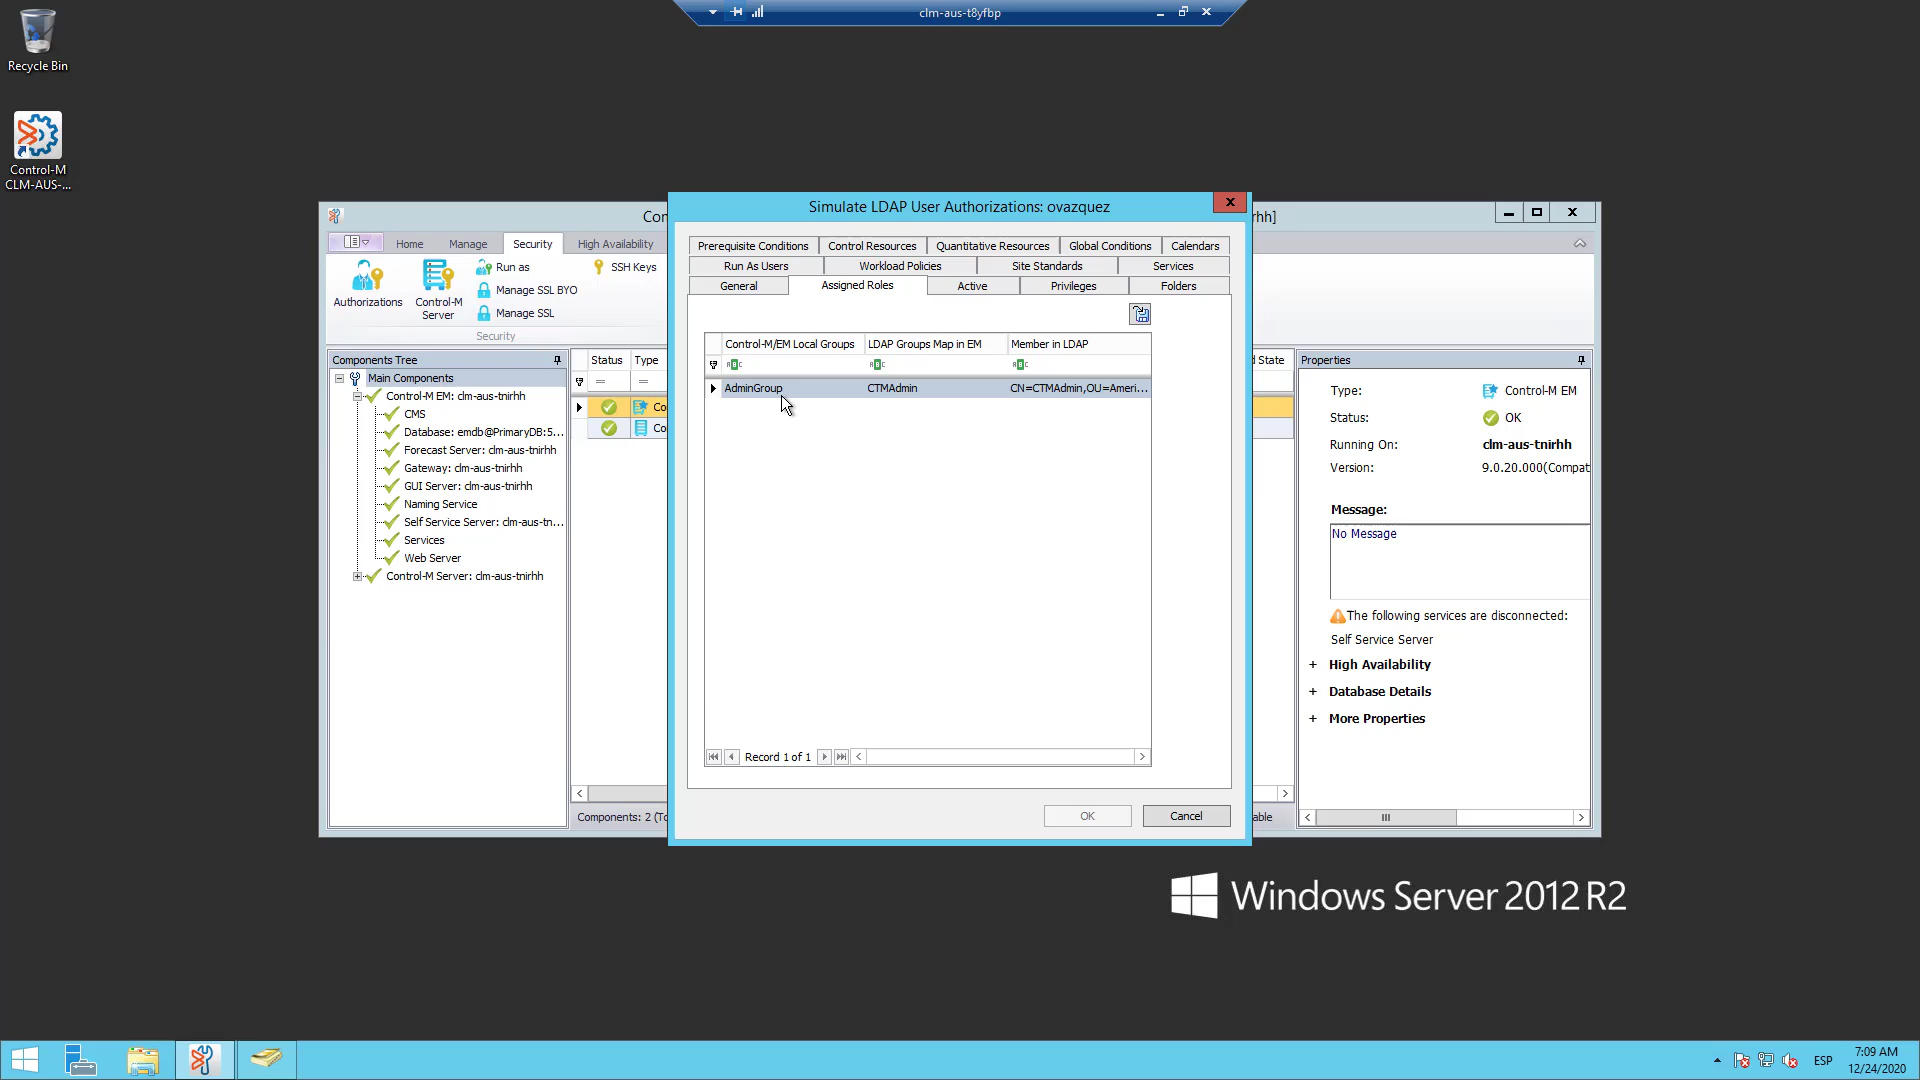 clm-aus-t8yfbp
Recycle Bin
Control-M
CLM-AUS-...
Con
rhh]
Home
Manage
Security
High Availability
Authorizations
Control-M
Server
Run as
Manage SSL BYO
Manage SSL
SSH Keys
Security
Components Tree
Main Components
Control-M EM: clm-aus-tnirhh
CMS
Database: emdb@PrimaryDB:5...
Forecast Server: clm-aus-tnirhh
Gateway: clm-aus-tnirhh
GUI Server: clm-aus-tnirhh
Naming Service
Self Service Server: clm-aus-tn...
Services
Web Server
Control-M Server: clm-aus-tnirhh
Status
Type
Co
Co
Components: 2 (To
Simulate LDAP User Authorizations: ovazquez
Prerequisite Conditions
Control Resources
Quantitative Resources
Global Conditions
Calendars
Run As Users
Workload Policies
Site Standards
Services
General
Assigned Roles
Active
Privileges
Folders
Control-M/EM Local Groups
LDAP Groups Map in EM
Member in LDAP
AdminGroup
CTMAdmin
CN=CTMAdmin,OU=Ameri...
Record 1 of 1
OK
Cancel
d State
able
Properties
Type:
Control-M EM
Status:
OK
Running On:
clm-aus-tnirhh
Version:
9.0.20.000(Compat
Message:
No Message
The following services are disconnected:
Self Service Server
+ High Availability
+ Database Details
+ More Properties
Windows Server 2012 R2
ESP
7:09 AM
12/24/2020